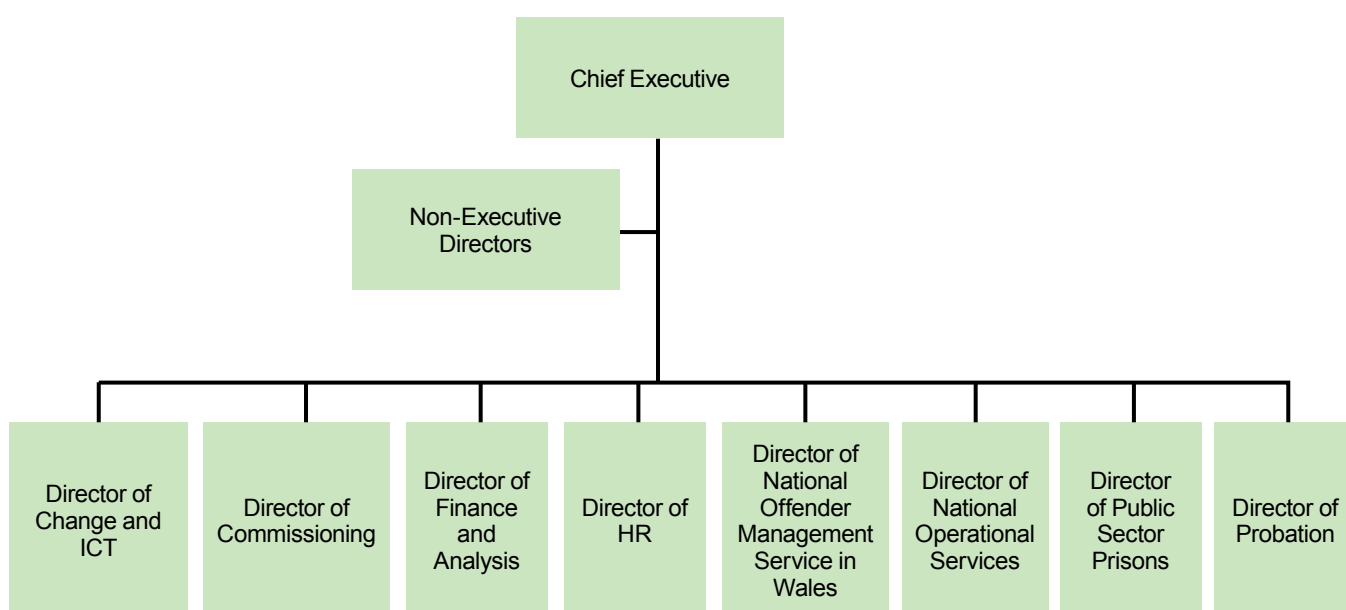 Chief Executive
Non-Executive
Directors
Director of
Change and
ICT
Director of
Commissioning
Director of
Finance
and
Analysis
Director of
HR
Director of
National
Offender
Management
Service in
Wales
Director of
National
Operational
Services
Director
of Public
Sector
Prisons
Director of
Probation